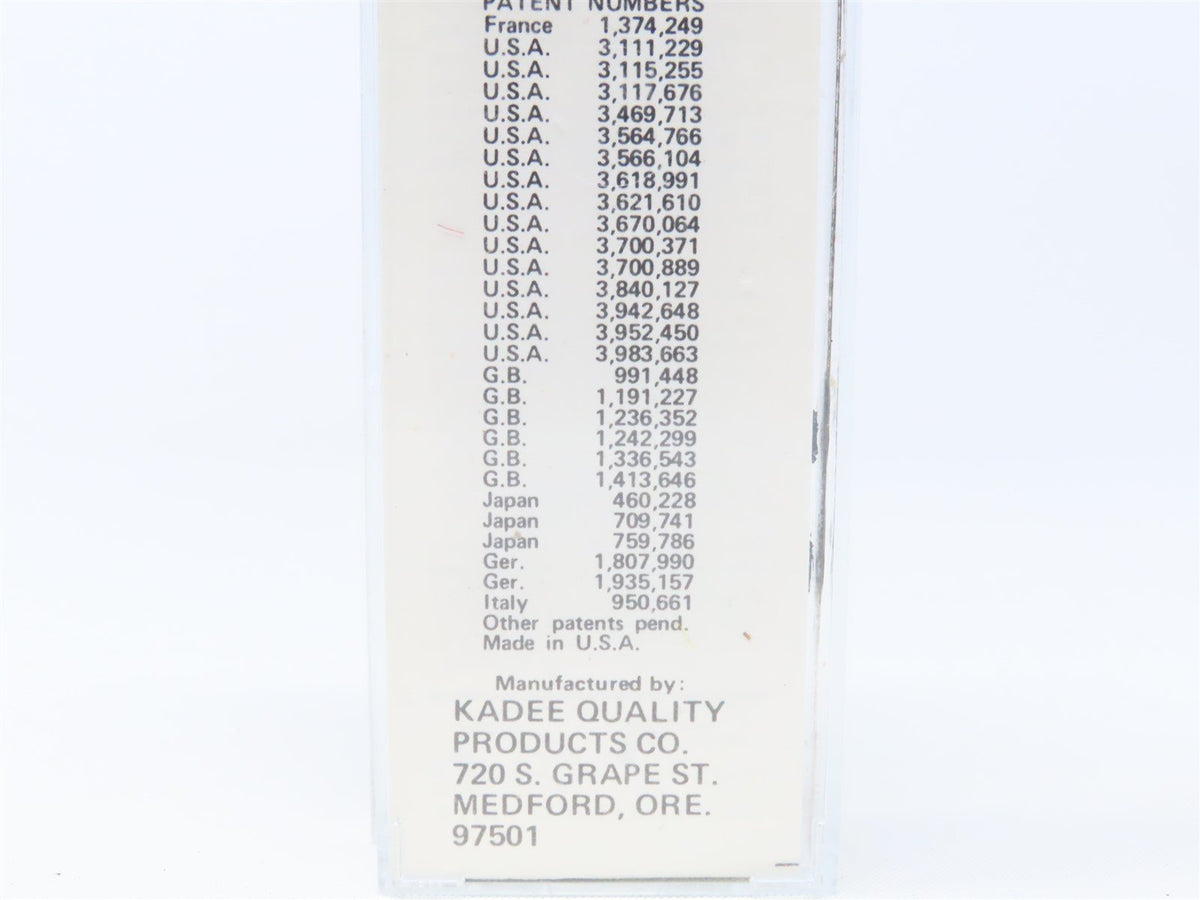 PATENT NUMBERS
France 1,374,249
U.S.A. 3,111,229
U.S.A. 3,115,255
U.S.A. 3,117,676
U.S.A. 3,469,713
U.S.A. 3,564,766
U.S.A. 3,566,104
U.S.A. 3,618,991
U.S.A. 3,621,610
U.S.A. 3,670,064
U.S.A. 3,700,371
U.S.A. 3,700,889
U.S.A. 3,840,127
U.S.A. 3,942,648
U.S.A. 3,952,450
U.S.A. 3,983,663
G.B. 991,448
G.B. 1,191,227
G.B. 1,236,352
G.B. 1,242,299
G.B. 1,336,543
G.B. 1,413,646
Japan 460,228
Japan 709,741
Japan 759,786
Ger. 1,807,990
Ger. 1,935,157
Italy 950,661
Other patents pend.
Made in U.S.A.
Manufactured by:
KADEE QUALITY
PRODUCTS CO.
720 S. GRAPE ST.
MEDFORD, ORE.
97501